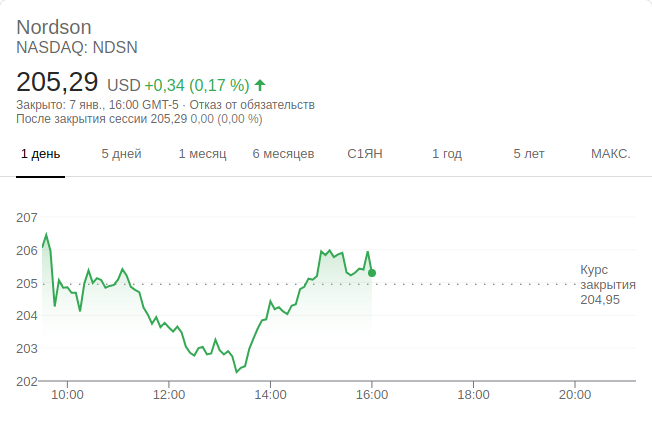 Nordson
NASDAQ: NDSN
205,29 USD +0,34 (0,17 %)
Закрыто: 7 янв., 16:00 GMT-5 · Отказ от обязательств
После закрытия сессии 205,29 0,00 (0,00 %)
1 день 5 дней 1 месяц 6 месяцев С1ЯН 1 год 5 лет МАКС.
207
206
205
204
203
202
Курс
закрытия
204,95
10:00 12:00 14:00 16:00 18:00 20:00